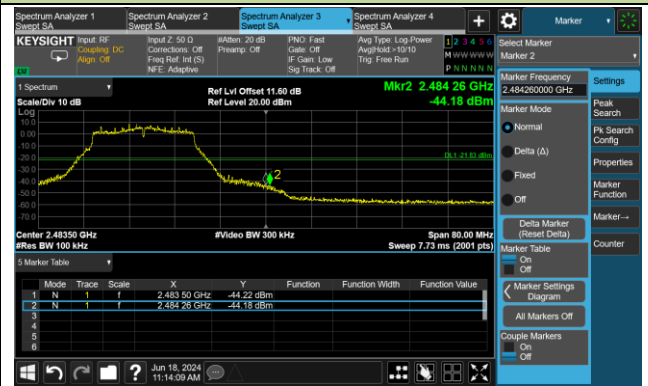 Spectrum Analyzer 1
Swept SA
Spectrum Analyzer 2
Swept SA
Spectrum Analyzer 3
Swept SA
Spectrum Analyzer 4
Swept SA
+
Marker
KEYSIGHT
Input: RF
Coupling: DC
Align: Off
Input Z: 50 Ω
Corrections: Off
Freq Ref: Int (S)
NFE: Adaptive
#Atten: 20 dB
Preamp: Off
PNO: Fast
Gate: Off
IF Gain: Low
Sig Track: Off
Avg Type: Log-Power
Avg|Hold:>10/10
Trig: Free Run
1 2 3 4 5 6
M W W W W W
P N N N N N
Select Marker
Marker 2
LXI
1 Spectrum
Scale/Div 10 dB
Ref Lvl Offset 11.60 dB
Ref Level 20.00 dBm
Mkr2 2.484 26 GHz
-44.18 dBm
Log
10.0
0.00
-10.0
-20.0
-30.0
-40.0
-50.0
-60.0
-70.0
DL1 -21.83 dBm
2
Center 2.48350 GHz
#Res BW 100 kHz
#Video BW 300 kHz
Span 80.00 MHz
Sweep 7.73 ms (2001 pts)
5 Marker Table
Mode Trace Scale X Y Function Function Width Function Value
1 N 1 f 2.483 50 GHz -44.22 dBm
2 N 1 f 2.484 26 GHz -44.18 dBm
3
4
5
6
Marker Frequency
2.484260000 GHz
Marker Mode
Normal
Delta (Δ)
Fixed
Off
Delta Marker
(Reset Delta)
Marker Table
On
Off
Marker Settings
Diagram
All Markers Off
Couple Markers
On
Off
Settings
Peak
Search
Pk Search
Config
Properties
Marker
Function
Marker→
Counter
?
Jun 18, 2024
11:14:09 AM